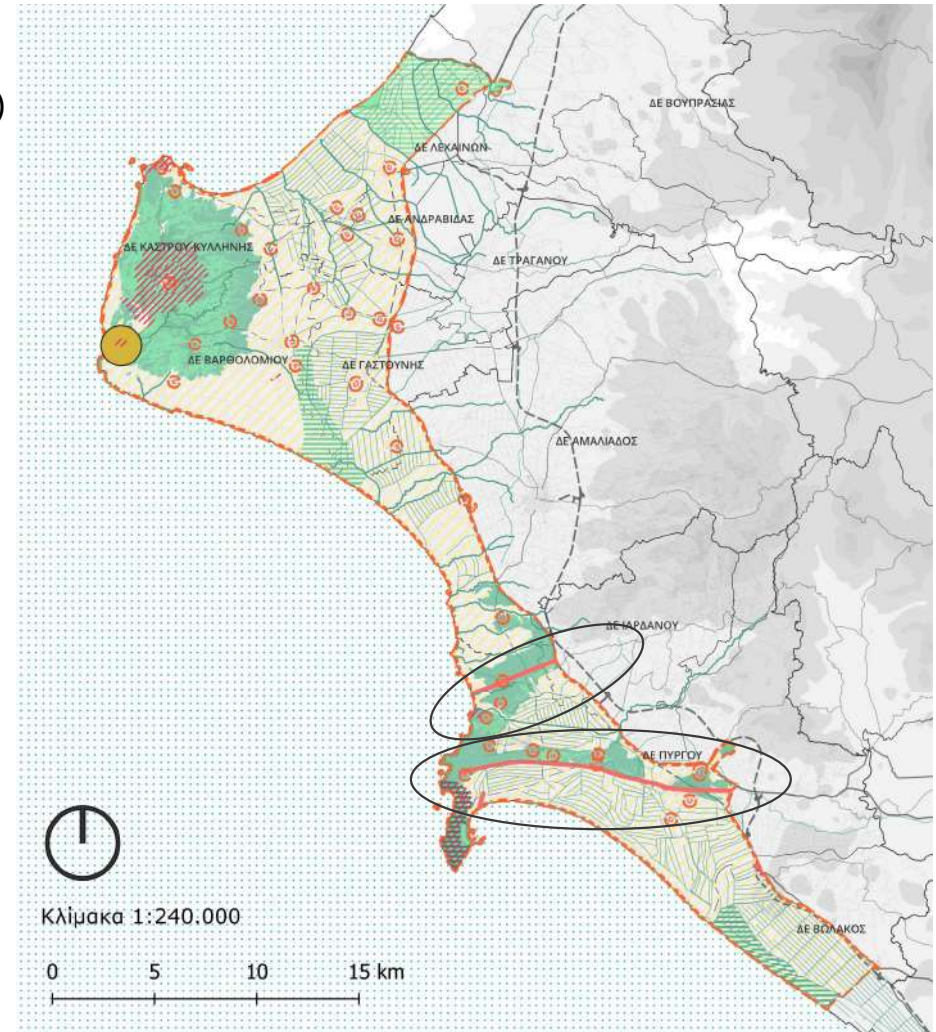 )
ΔΕ ΒΟΥΠΡΑΣΙΑΣ
ΔΕ ΛΕΧΑΙΝΩΝ
ΔΕ ΑΝΔΡΑΒΙΔΑΣ
ΔΕ ΚΑΣΤΡΟΥ-ΚΥΛΛΗΝΗΣ
ΔΕ ΤΡΑΓΑΝΟΥ
ΔΕ ΒΑΡΘΟΛΟΜΙΟΥ
ΔΕ ΓΑΣΤΟΥΝΗΣ
ΔΕ ΑΜΑΛΙΑΔΟΣ
ΔΕ ΙΑΡΔΑΝΟΥ
ΔΕ ΠΥΡΓΟΥ
ΔΕ ΒΩΛΑΚΟΣ
Κλίμακα 1:240.000
0 5 10 15 km